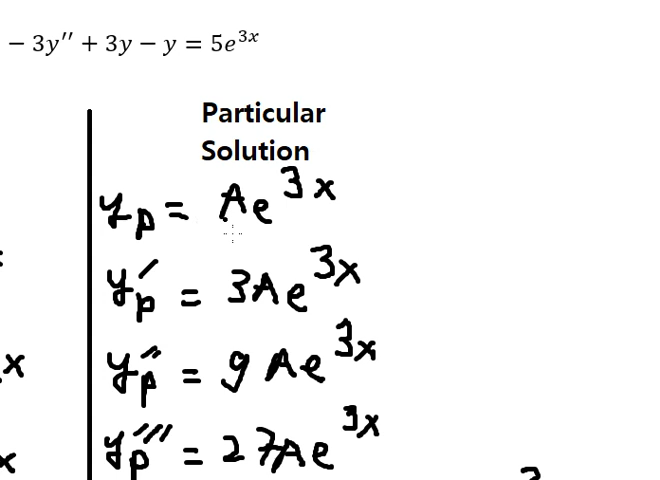 − 3y′′ + 3y − y = 5e^{3x}
Particular
Solution
y_p = Ae^{3x}
y_p′ = 3Ae^{3x}
x
y_p′′ = 9Ae^{3x}
x
y_p′′′ = 27Ae^{3x}